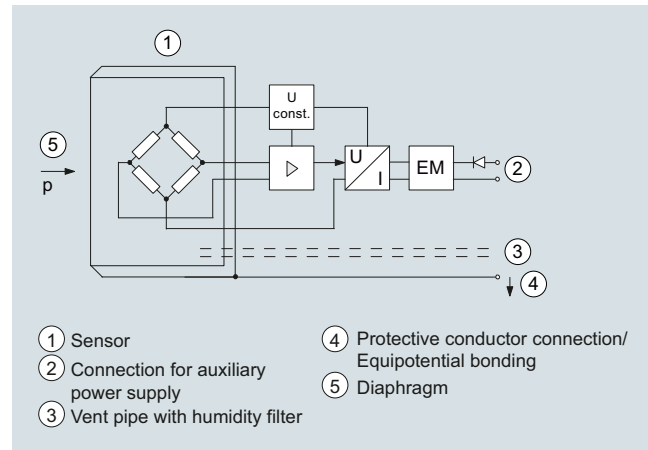 1
U
const.
5
p
U
I
EM
2
3
4
1 Sensor
2 Connection for auxiliary
power supply
3 Vent pipe with humidity filter
4 Protective conductor connection/
Equipotential bonding
5 Diaphragm